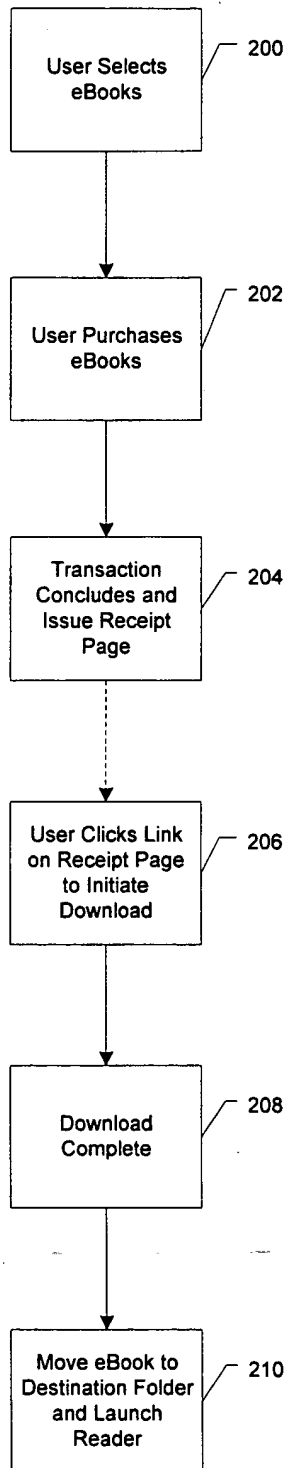 User Selects
eBooks
200
User Purchases
eBooks
202
Transaction
Concludes and
Issue Receipt
Page
204
User Clicks Link
on Receipt Page
to Initiate
Download
206
Download
Complete
208
Move eBook to
Destination Folder
and Launch
Reader
210